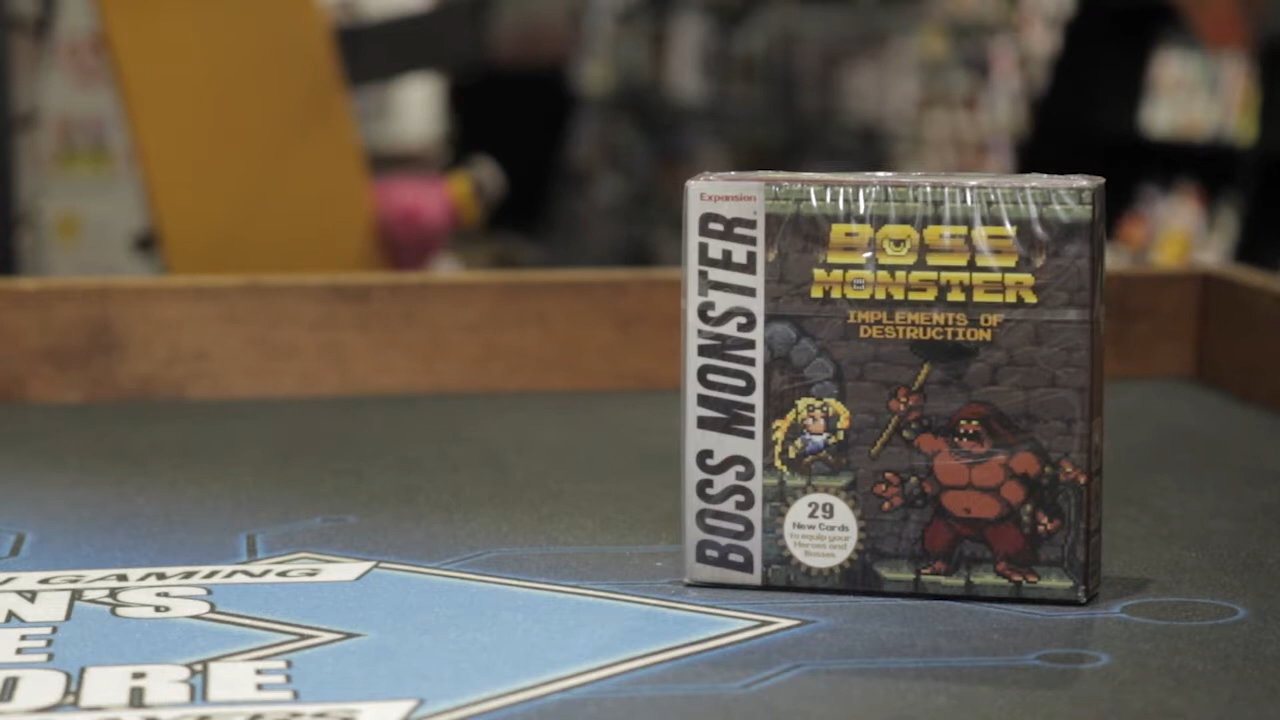 Expansion
BOSS MONSTER
BOSS
MONSTER
IMPLEMENTS OF
DESTRUCTION
29
New Cards
to equip your
Heroes and
Bosses.
GAMING
N'S
E
ORE